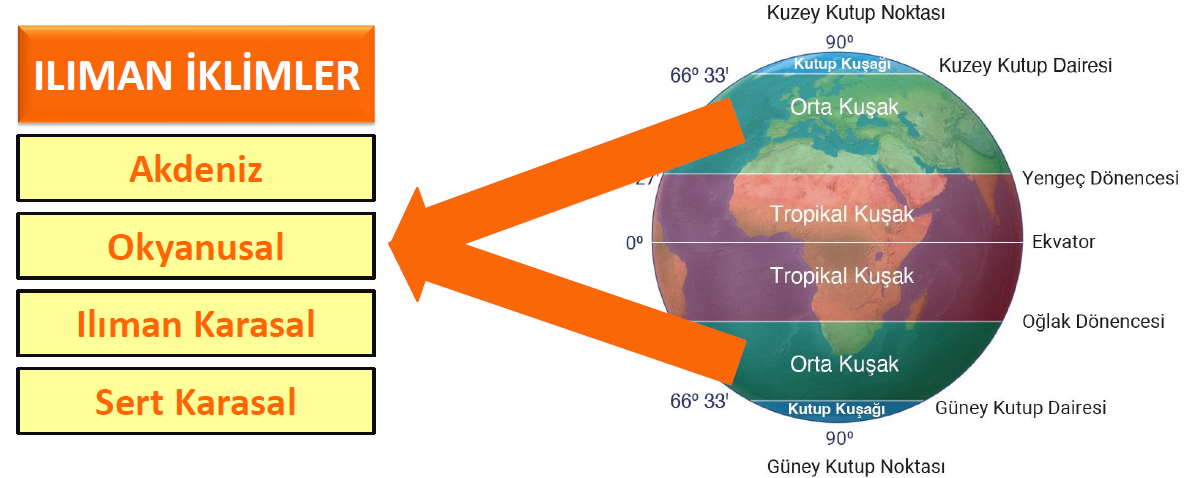 ILIMAN İKLİMLER
Akdeniz
Okyanusal
Ilıman Karasal
Sert Karasal
Kuzey Kutup Noktası
90º
Kutup Kuşağı
66º 33'
Kuzey Kutup Dairesi
Orta Kuşak
27'
Yengeç Dönencesi
Tropikal Kuşak
0º
Ekvator
Tropikal Kuşak
Oğlak Dönencesi
Orta Kuşak
66º 33'
Kutup Kuşağı
Güney Kutup Dairesi
90º
Güney Kutup Noktası